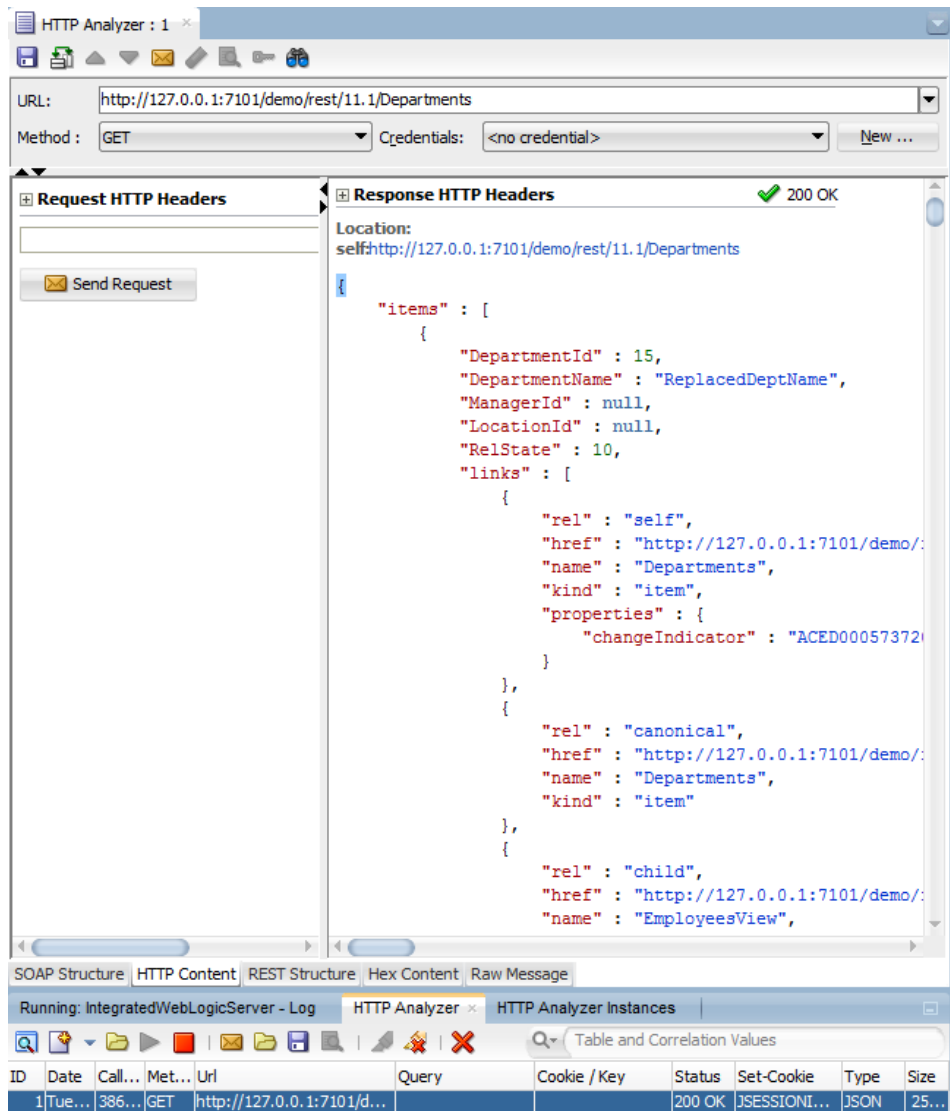 HTTP Analyzer : 1
URL: http://127.0.0.1:7101/demo/rest/11.1/Departments
Method : GET Credentials: <no credential> New ...
Request HTTP Headers
Send Request
Response HTTP Headers 200 OK
Location:
self:http://127.0.0.1:7101/demo/rest/11.1/Departments
{
"items" : [
{
"DepartmentId" : 15,
"DepartmentName" : "ReplacedDeptName",
"ManagerId" : null,
"LocationId" : null,
"RelState" : 10,
"links" : [
{
"rel" : "self",
"href" : "http://127.0.0.1:7101/demo/
"name" : "Departments",
"kind" : "item",
"properties" : {
"changeIndicator" : "ACED00057372
}
},
{
"rel" : "canonical",
"href" : "http://127.0.0.1:7101/demo/
"name" : "Departments",
"kind" : "item"
},
{
"rel" : "child",
"href" : "http://127.0.0.1:7101/demo/
"name" : "EmployeesView",
SOAP Structure HTTP Content REST Structure Hex Content Raw Message
Running: IntegratedWebLogicServer - Log HTTP Analyzer HTTP Analyzer Instances
Table and Correlation Values
ID Date Call... Met... Url Query Cookie / Key Status Set-Cookie Type Size
1 Tue... 386... GET http://127.0.0.1:7101/d... 200 OK JSESSIONI... JSON 25...